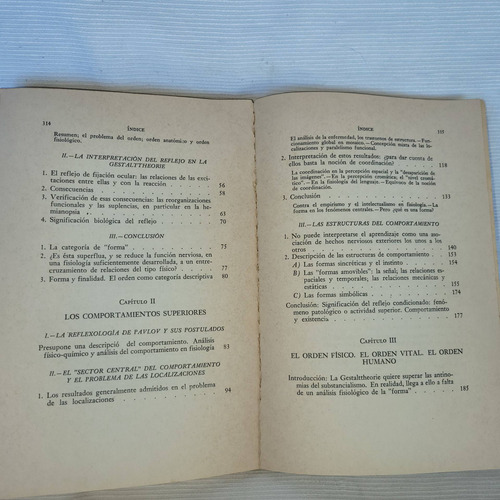 314
ÍNDICE
Resumen; el problema del orden; orden anatómico y orden
fisiológico.
II.—LA INTERPRETACIÓN DEL REFLEJO EN LA
GESTALTTHEORIE
1. El reflejo de fijación ocular; las relaciones de las excitaciones entre ellas y con la reacción 56
2. Consecuencias 58
3. Verificación de esas consecuencias: las reorganizaciones
funcionales y las suplencias, en particular en la hemianopsia 63
4. Significación biológica del reflejo 70
III.—CONCLUSIÓN
1. La categoría de "forma" 75
2. ¿Es ésta superflua, y se reduce la función nerviosa, en
una fisiología suficientemente desarrollada, a un entrecruzamiento de relaciones del tipo físico? 77
3. Forma y finalidad. El orden como categoría descriptiva 80
CAPÍTULO II
LOS COMPORTAMIENTOS SUPERIORES
I.—LA REFLEXOLOGÍA DE PAVLOV Y SUS POSTULADOS
Presupone una descripció del comportamiento. Análisis
físico-químico y análisis del comportamiento en fisiología 83
II.—EL "SECTOR CENTRAL" DEL COMPORTAMIENTO
Y EL PROBLEMA DE LAS LOCALIZACIONES
1. Los resultados generalmente admitidos en el problema
de las localizaciones 94
ÍNDICE
El análisis de la enfermedad, los trastornos de estructura.—Funcionamiento global en mosaico.—Concepción mixta de las localizaciones y paralelismo funcional.
2. Interpretación de estos resultados: ¿para dar cuenta de
ellos basta la noción de coordinación? 118
La coordinación en la percepción espacial y la "disparación de
las imágenes".—En la percepción cromática; el "nivel cromático".—En la fisiología del lenguaje.—Equívocos de la noción
de coordinación.
3. Conclusión 133
Contra el empirismo y el intelectualismo en fisiología.—La
forma en los fenómenos centrales.—Pero ¿qué es una forma?
III.—LAS ESTRUCTURAS DEL COMPORTAMIENTO
1. No puede interpretarse el aprendizaje como una asociación de hechos nerviosos exteriores los unos a los
otros 140
2. Descripción de las estructuras de comportamiento 153
A) Las formas sincréticas y el instinto 154
B) Las "formas amovibles": la señal, las relaciones espaciales y temporales, las relaciones mecánicas y
estáticas 155
C) Las formas simbólicas 174
Conclusión: Significación del reflejo condicionado: fenómeno patológico o actividad superior. Comportamiento
y existencia 177
CAPÍTULO III
EL ORDEN FÍSICO. EL ORDEN VITAL. EL ORDEN
HUMANO
Introducción: La Gestalttheorie quiere superar las antinomias del substancialismo. En realidad, llega a ello a falta
de un análisis fisiológico de la "forma" 185